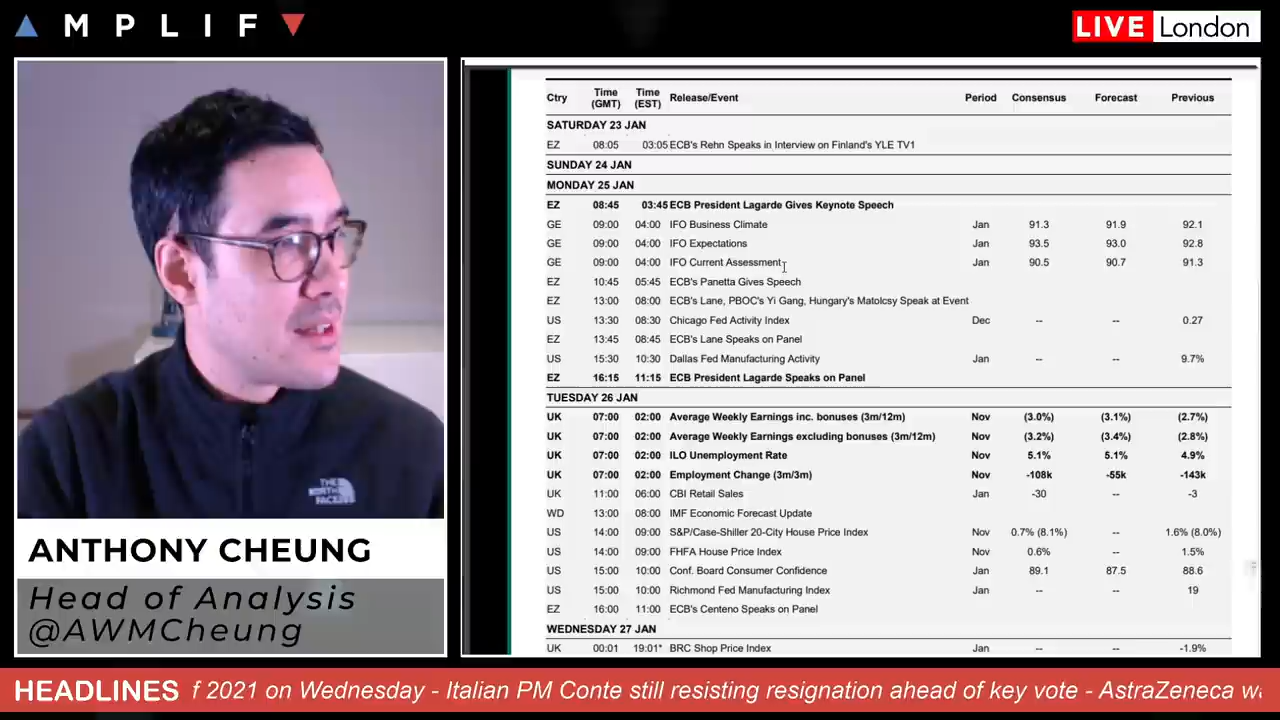 AMPLIFY
LIVE London
Ctry Time (GMT) Time (EST) Release/Event Period Consensus Forecast Previous
SATURDAY 23 JAN
EZ 08:05 03:05 ECB's Rehn Speaks in Interview on Finland's YLE TV1
SUNDAY 24 JAN
MONDAY 25 JAN
EZ 08:45 03:45 ECB President Lagarde Gives Keynote Speech
GE 09:00 04:00 IFO Business Climate Jan 91.3 91.9 92.1
GE 09:00 04:00 IFO Expectations Jan 93.5 93.0 92.8
GE 09:00 04:00 IFO Current Assessment Jan 90.5 90.7 91.3
EZ 10:45 05:45 ECB's Panetta Gives Speech
EZ 13:00 08:00 ECB's Lane, PBOC's Yi Gang, Hungary's Matolcsy Speak at Event
US 13:30 08:30 Chicago Fed Activity Index Dec -- -- 0.27
EZ 13:45 08:45 ECB's Lane Speaks on Panel
US 15:30 10:30 Dallas Fed Manufacturing Activity Jan -- -- 9.7%
EZ 16:15 11:15 ECB President Lagarde Speaks on Panel
TUESDAY 26 JAN
UK 07:00 02:00 Average Weekly Earnings inc. bonuses (3m/12m) Nov (3.0%) (3.1%) (2.7%)
UK 07:00 02:00 Average Weekly Earnings excluding bonuses (3m/12m) Nov (3.2%) (3.4%) (2.8%)
UK 07:00 02:00 ILO Unemployment Rate Nov 5.1% 5.1% 4.9%
UK 07:00 02:00 Employment Change (3m/3m) Nov -108k -55k -143k
UK 11:00 06:00 CBI Retail Sales Jan -30 -- -3
WD 13:00 08:00 IMF Economic Forecast Update
US 14:00 09:00 S&P/Case-Shiller 20-City House Price Index Nov 0.7% (8.1%) -- 1.6% (8.0%)
US 14:00 09:00 FHFA House Price Index Nov 0.6% -- 1.5%
US 15:00 10:00 Conf. Board Consumer Confidence Jan 89.1 87.5 88.6
US 15:00 10:00 Richmond Fed Manufacturing Index Jan -- -- 19
EZ 16:00 11:00 ECB's Centeno Speaks on Panel
WEDNESDAY 27 JAN
UK 00:01 19:01* BRC Shop Price Index Jan -- -- -1.9%
THE NORTH FACE
ANTHONY CHEUNG
Head of Analysis
@AWMCheung
HEADLINES f 2021 on Wednesday - Italian PM Conte still resisting resignation ahead of key vote - AstraZeneca wa